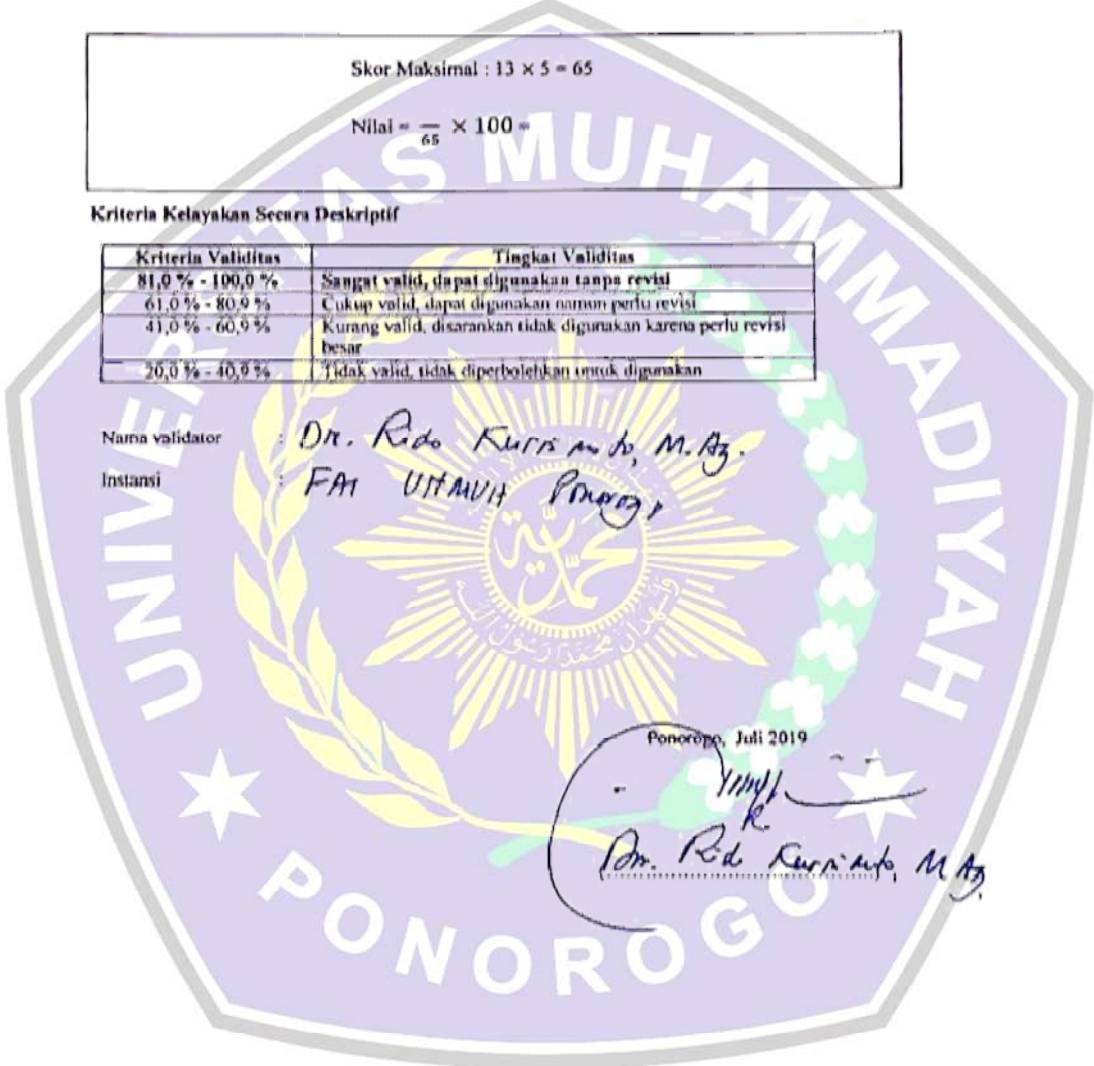 Skor Maksimal : 13 × 5 = 65
Nilai = — / 65 × 100 =
Kriteria Kelayakan Secara Deskriptif
Kriteria Validitas Tingkat Validitas
81,0 % - 100,0 % Sangat valid, dapat digunakan tanpa revisi
61,0 % - 80,9 % Cukup valid, dapat digunakan namun perlu revisi
41,0 % - 60,9 % Kurang valid, disarankan tidak digunakan karena perlu revisi
besar
20,0 % - 40,9 % Tidak valid, tidak diperbolehkan untuk digunakan
Nama validator : Dr. Rido Kurnianto, M.Ag.
Instansi : FAI UNMUH Ponorogo
Ponorogo, Juli 2019
Dr. Rido Kurnianto, M.Ag.
UNIVERSITAS MUHAMMADIYAH
PONOROGO
محمدية